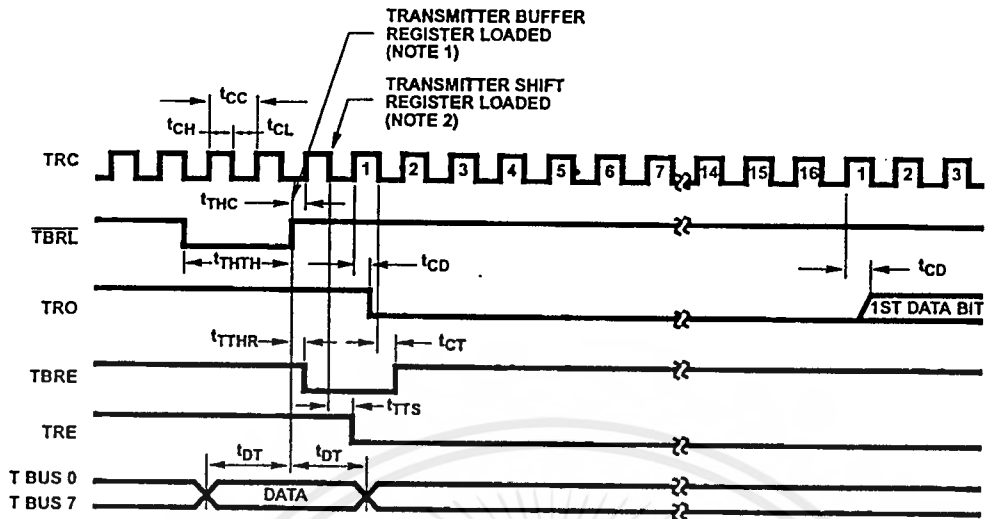 TRANSMITTER BUFFER
REGISTER LOADED
(NOTE 1)
TRANSMITTER SHIFT
REGISTER LOADED
(NOTE 2)
tCC
tCH
tCL
TRC
1
2
3
4
5
6
7
14
15
16
1
2
3
tTHC
TBRL
tTHTH
tCD
tCD
TRO
1ST DATA BIT
tTTHR
tCT
TBRE
tTTS
TRE
tDT
tDT
T BUS 0
DATA
T BUS 7